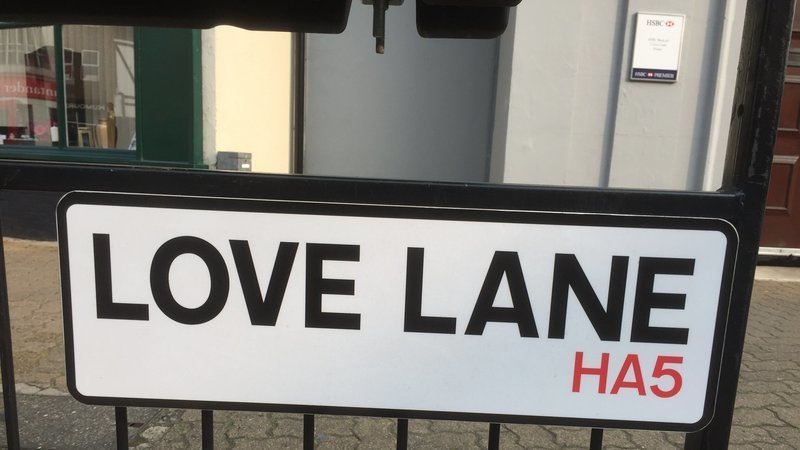 HSBC
HSBC PREMIER
LOVE LANE
HA5